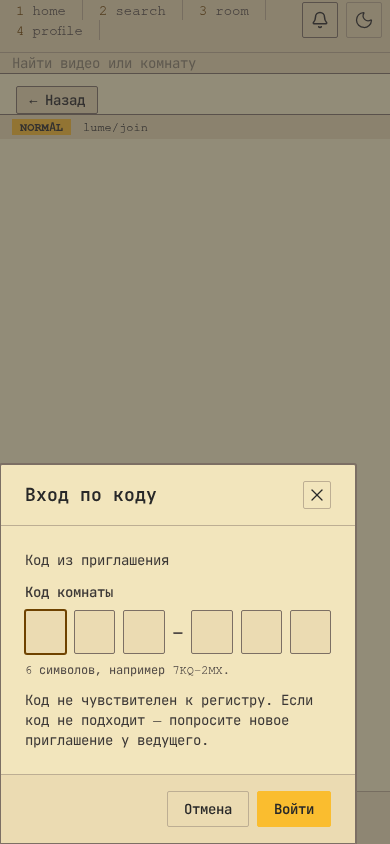 1 home 2 search 3 room
4 profile
Найти видео или комнату
← Назад
NORMAL lume/join
Вход по коду
Код из приглашения
Код комнаты
–
6 символов, например 7KQ–2MX.
Код не чувствителен к регистру. Если
код не подходит — попросите новое
приглашение у ведущего.
Отмена Войти